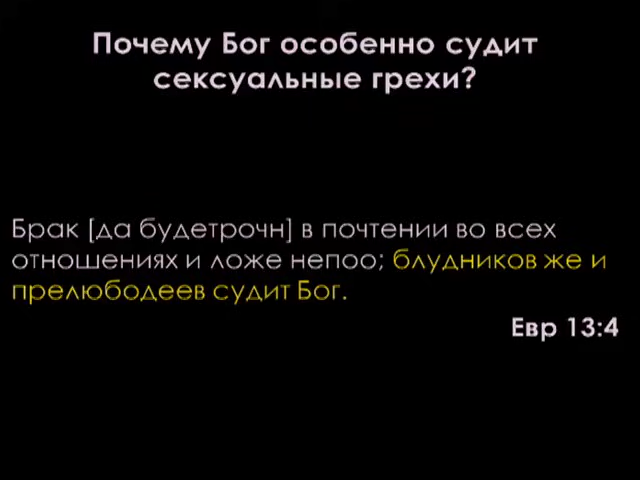 Почему Бог особенно судит
сексуальные грехи?
Брак [да будетрочн] в почтении во всех
отношениях и ложе непоо; блудников же и
прелюбодеев судит Бог.
Евр 13:4